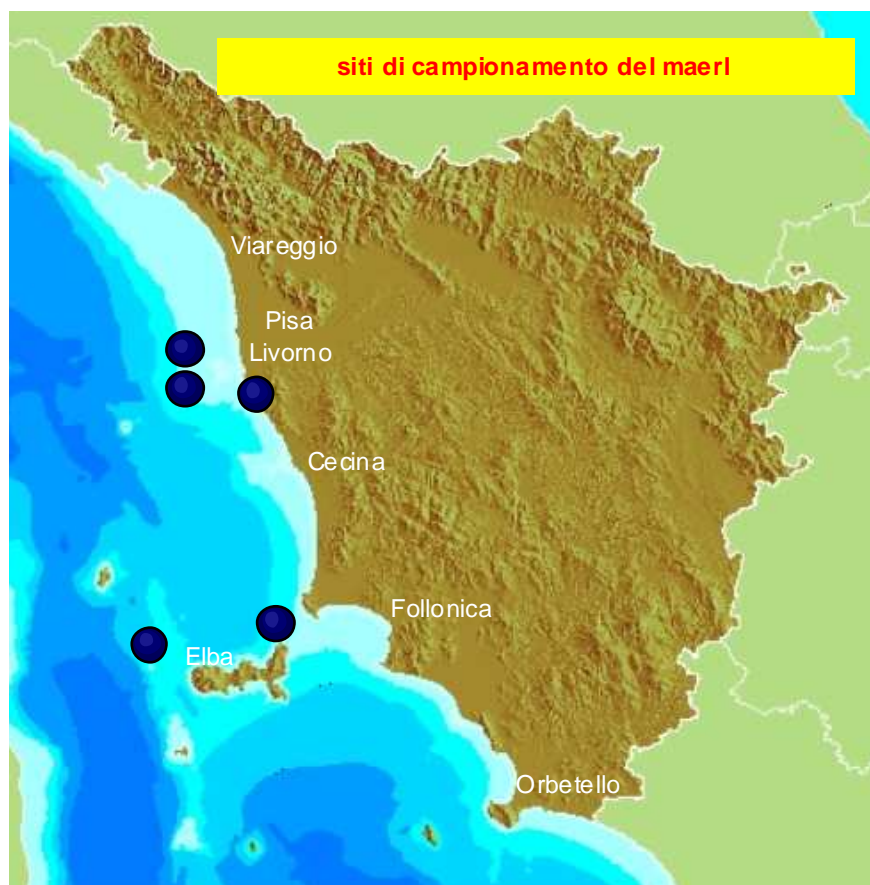 siti di campionamento del maerl
Viareggio
Pisa
Livorno
Cecina
Follonica
Elba
Orbetello